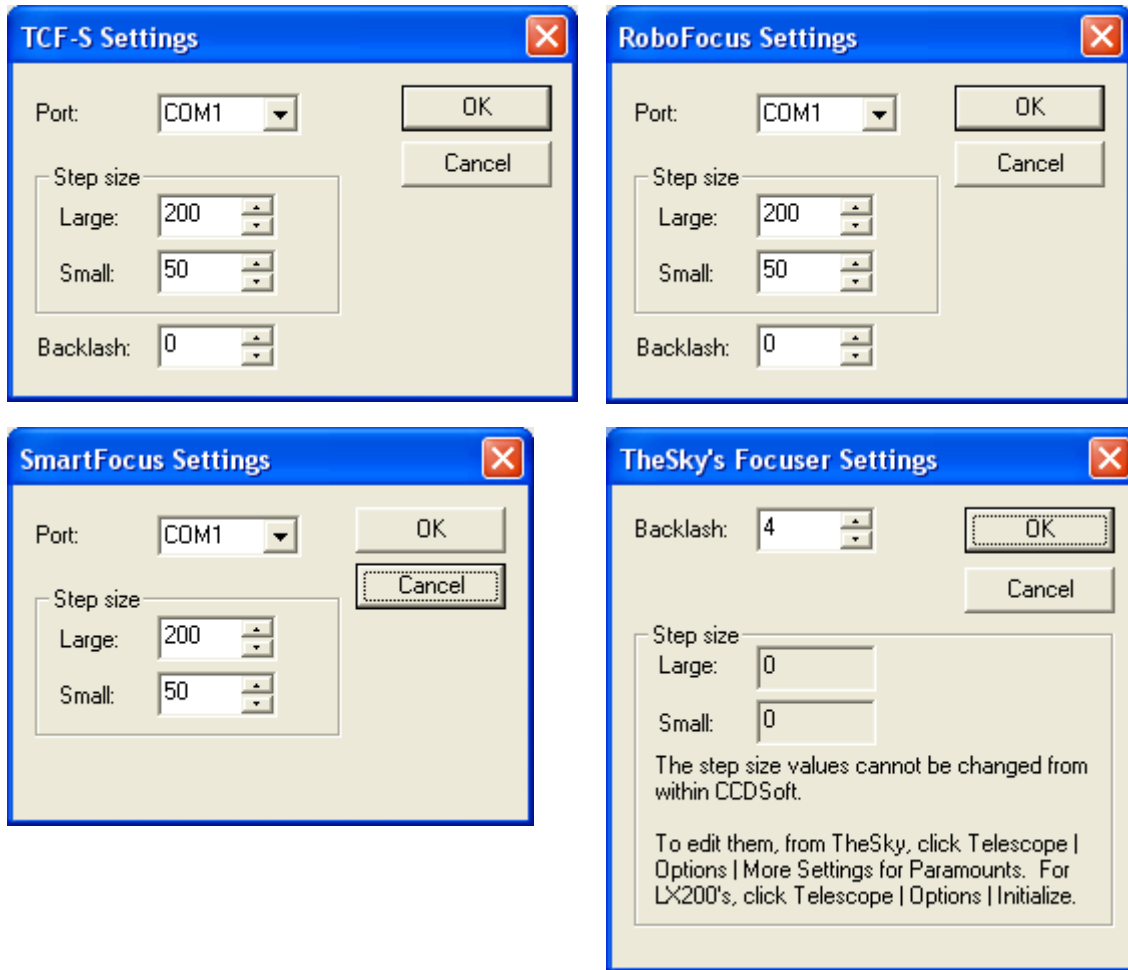 TCF-S Settings
Port: COM1 OK
Cancel
Step size
Large: 200
Small: 50
Backlash: 0
RoboFocus Settings
Port: COM1 OK
Cancel
Step size
Large: 200
Small: 50
Backlash: 0
SmartFocus Settings
Port: COM1 OK
Cancel
Step size
Large: 200
Small: 50
TheSky's Focuser Settings
Backlash: 4 OK
Cancel
Step size
Large: 0
Small: 0
The step size values cannot be changed from
within CCDSoft.
To edit them, from TheSky, click Telescope |
Options | More Settings for Paramounts. For
LX200's, click Telescope | Options | Initialize.